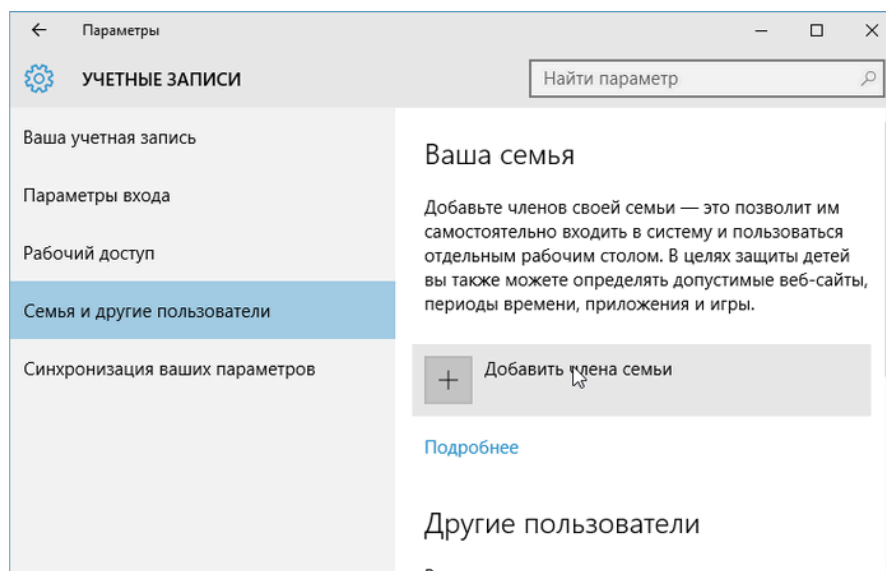 Параметры
УЧЕТНЫЕ ЗАПИСИ
Найти параметр
Ваша учетная запись
Параметры входа
Рабочий доступ
Семья и другие пользователи
Синхронизация ваших параметров
Ваша семья
Добавьте членов своей семьи — это позволит им
самостоятельно входить в систему и пользоваться
отдельным рабочим столом. В целях защиты детей
вы также можете определять допустимые веб-сайты,
периоды времени, приложения и игры.
Добавить члена семьи
Подробнее
Другие пользователи